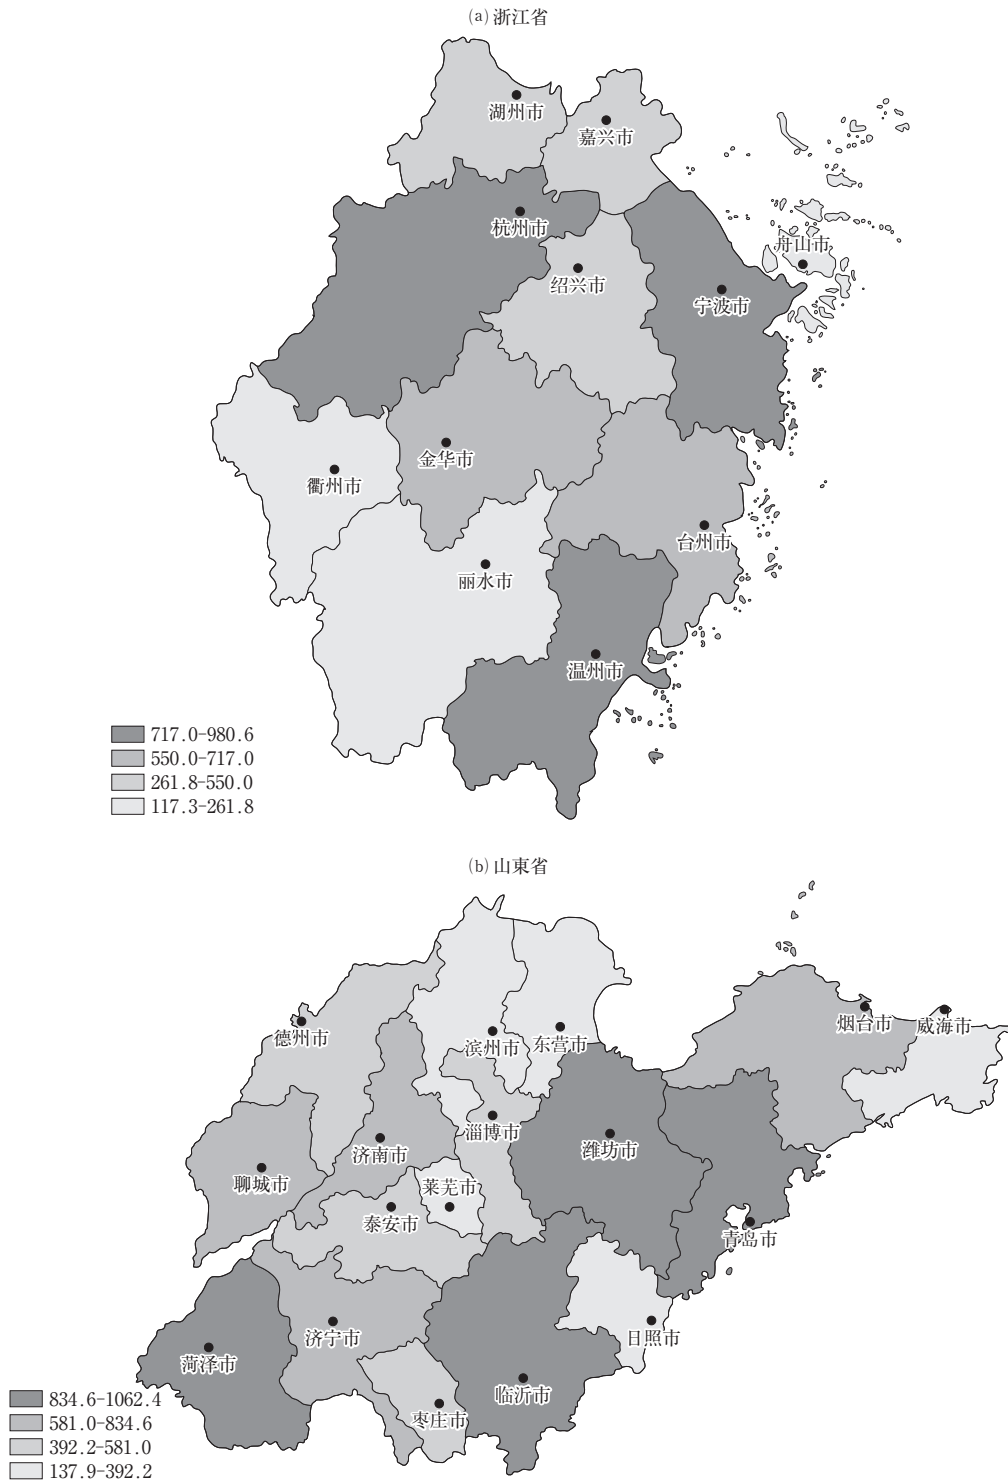 (a) 浙江省
湖州市
嘉兴市
杭州市
舟山市
绍兴市
宁波市
金华市
衢州市
台州市
丽水市
温州市
717.0-980.6
550.0-717.0
261.8-550.0
117.3-261.8
(b) 山東省
烟台市
威海市
德州市
滨州市
东营市
淄博市
济南市
潍坊市
聊城市
莱芜市
泰安市
青岛市
济宁市
日照市
菏泽市
临沂市
枣庄市
834.6-1062.4
581.0-834.6
392.2-581.0
137.9-392.2